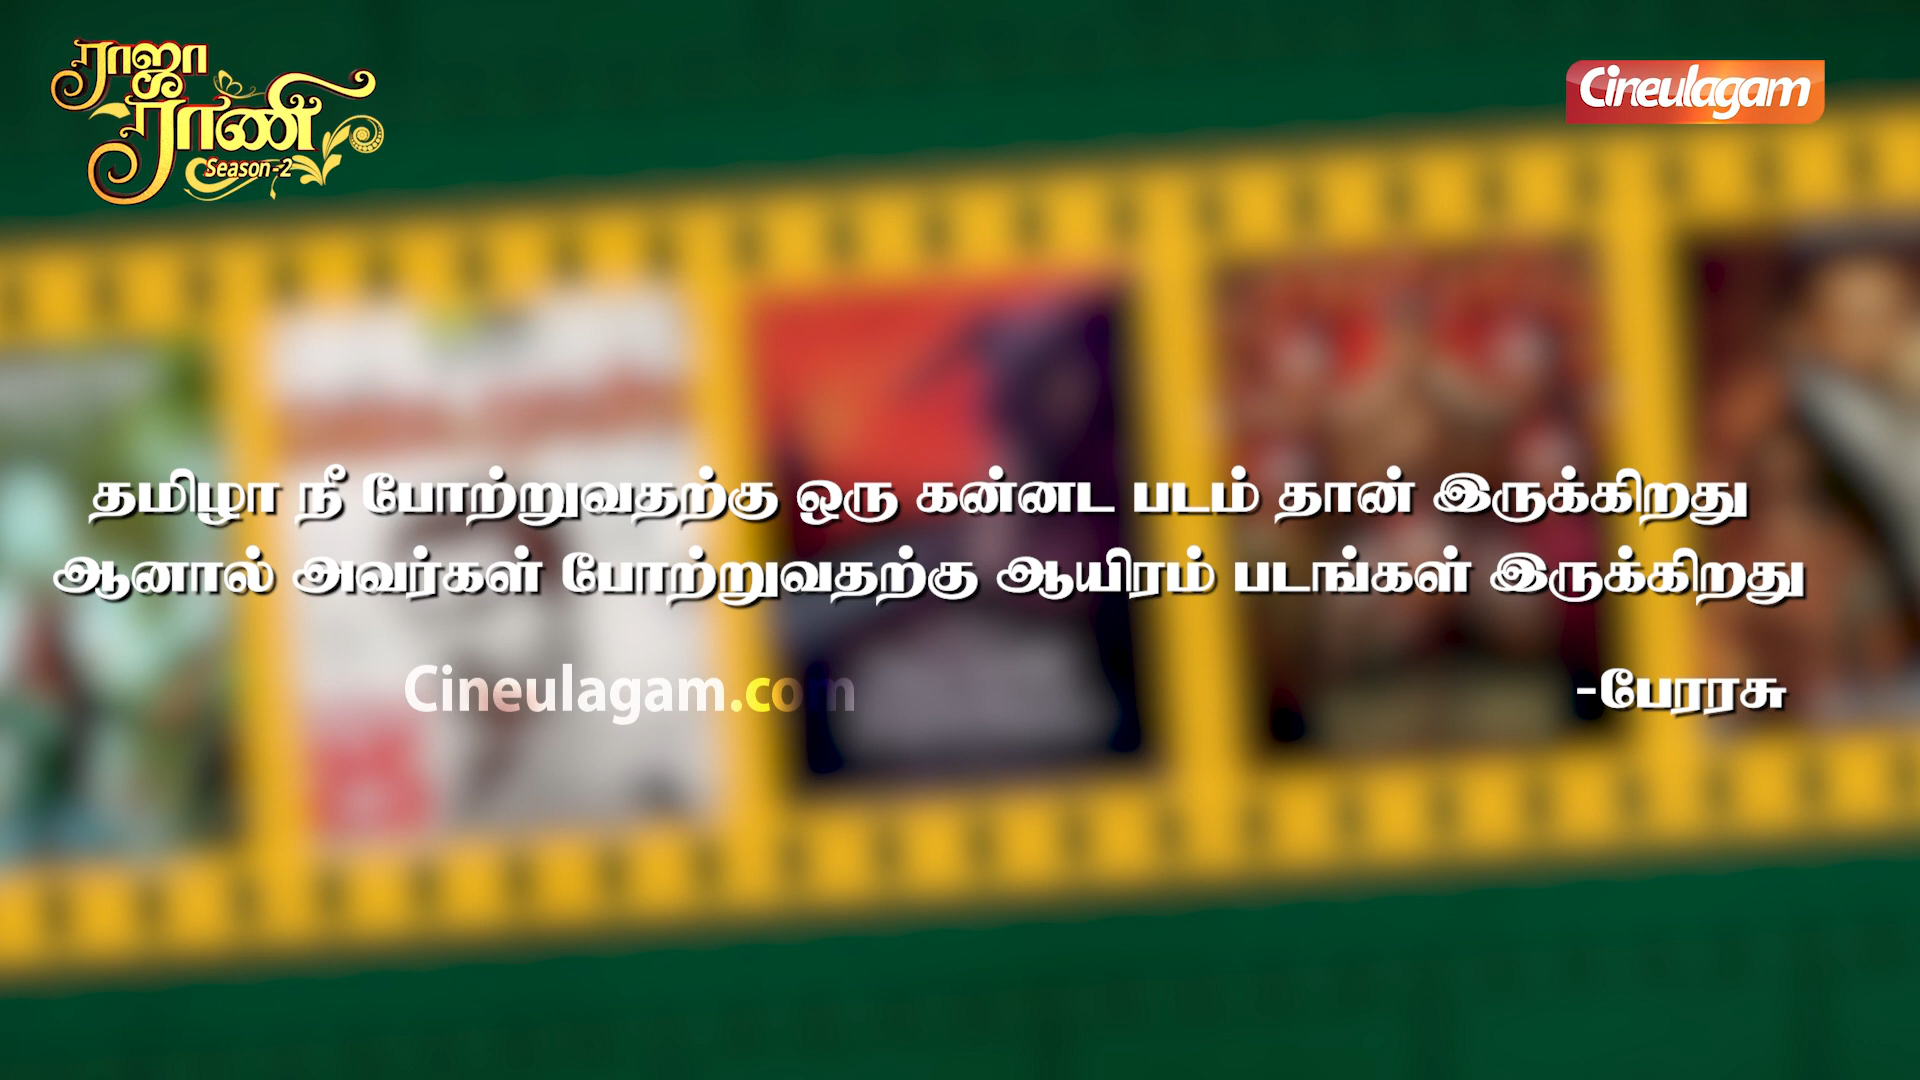 ராஜா
ராணி
Season-2
Cineulagam
தமிழா நீ போற்றுவதற்கு ஒரு கன்னட படம் தான் இருக்கிறது
ஆனால் அவர்கள் போற்றுவதற்கு ஆயிரம் படங்கள் இருக்கிறது
Cineulagam.com
-பேரரசு